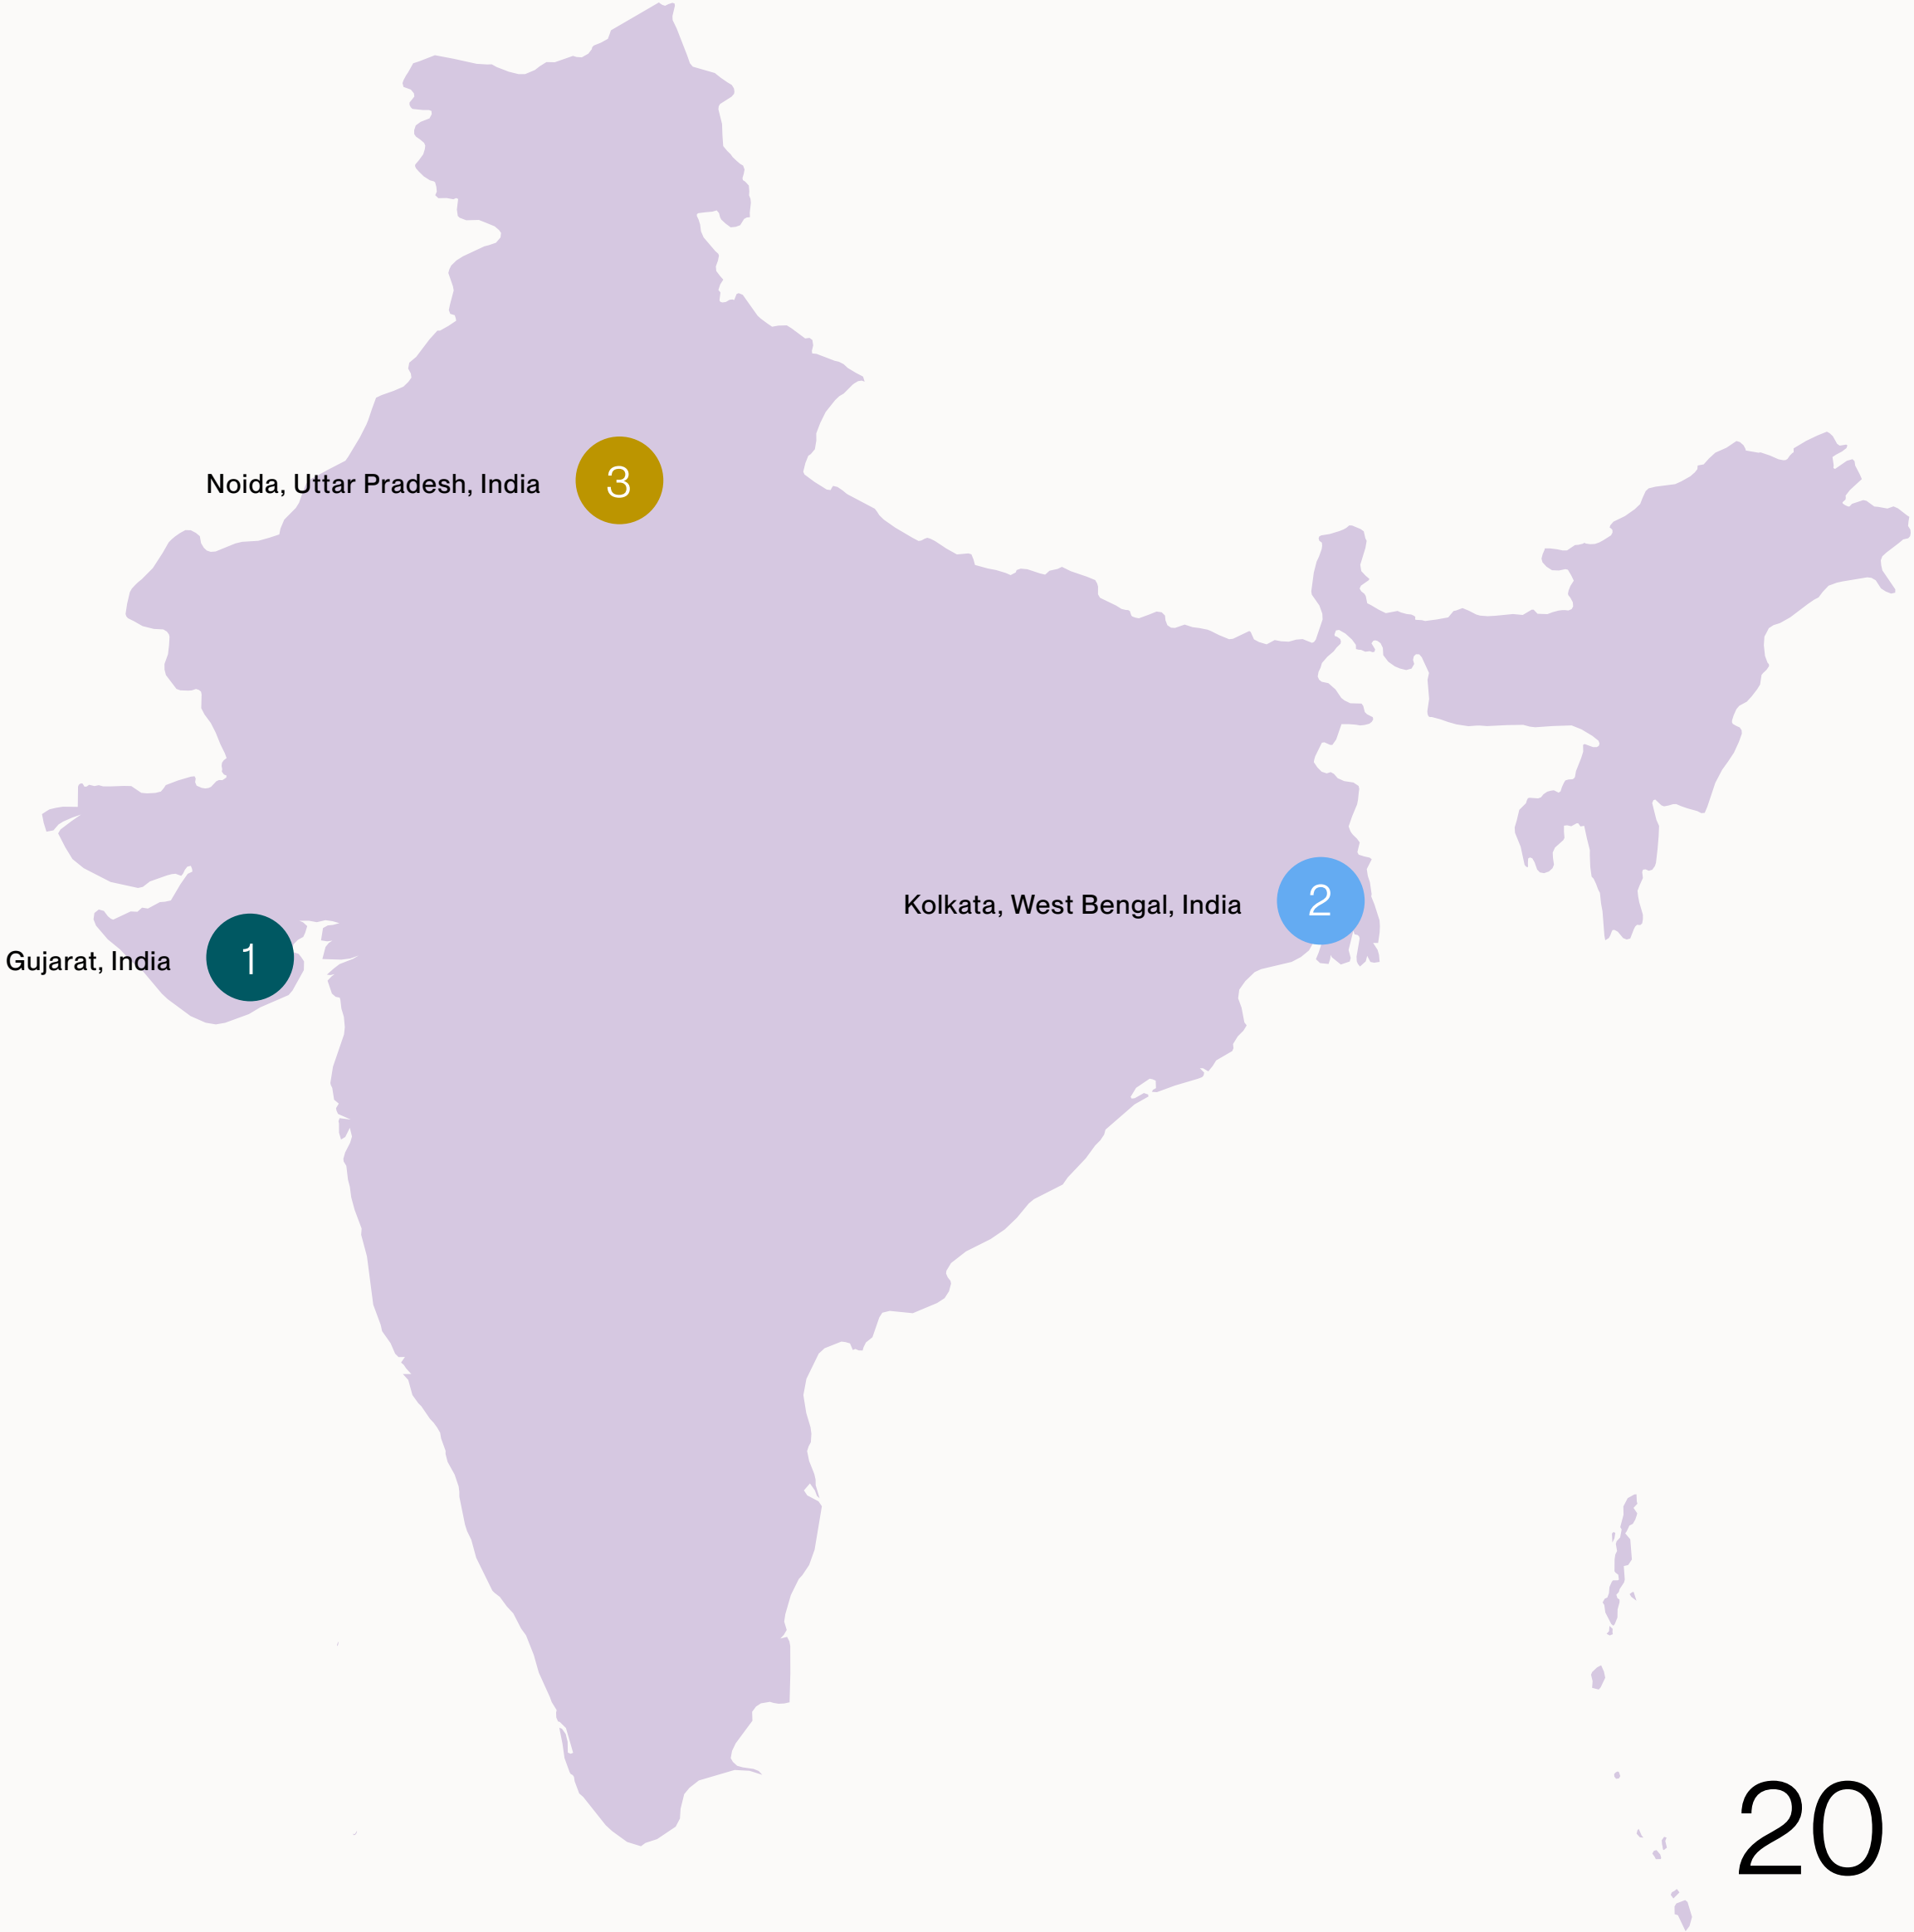 Noida, Uttar Pradesh, India
3
Kolkata, West Bengal, India
2
Gujarat, India
1
20